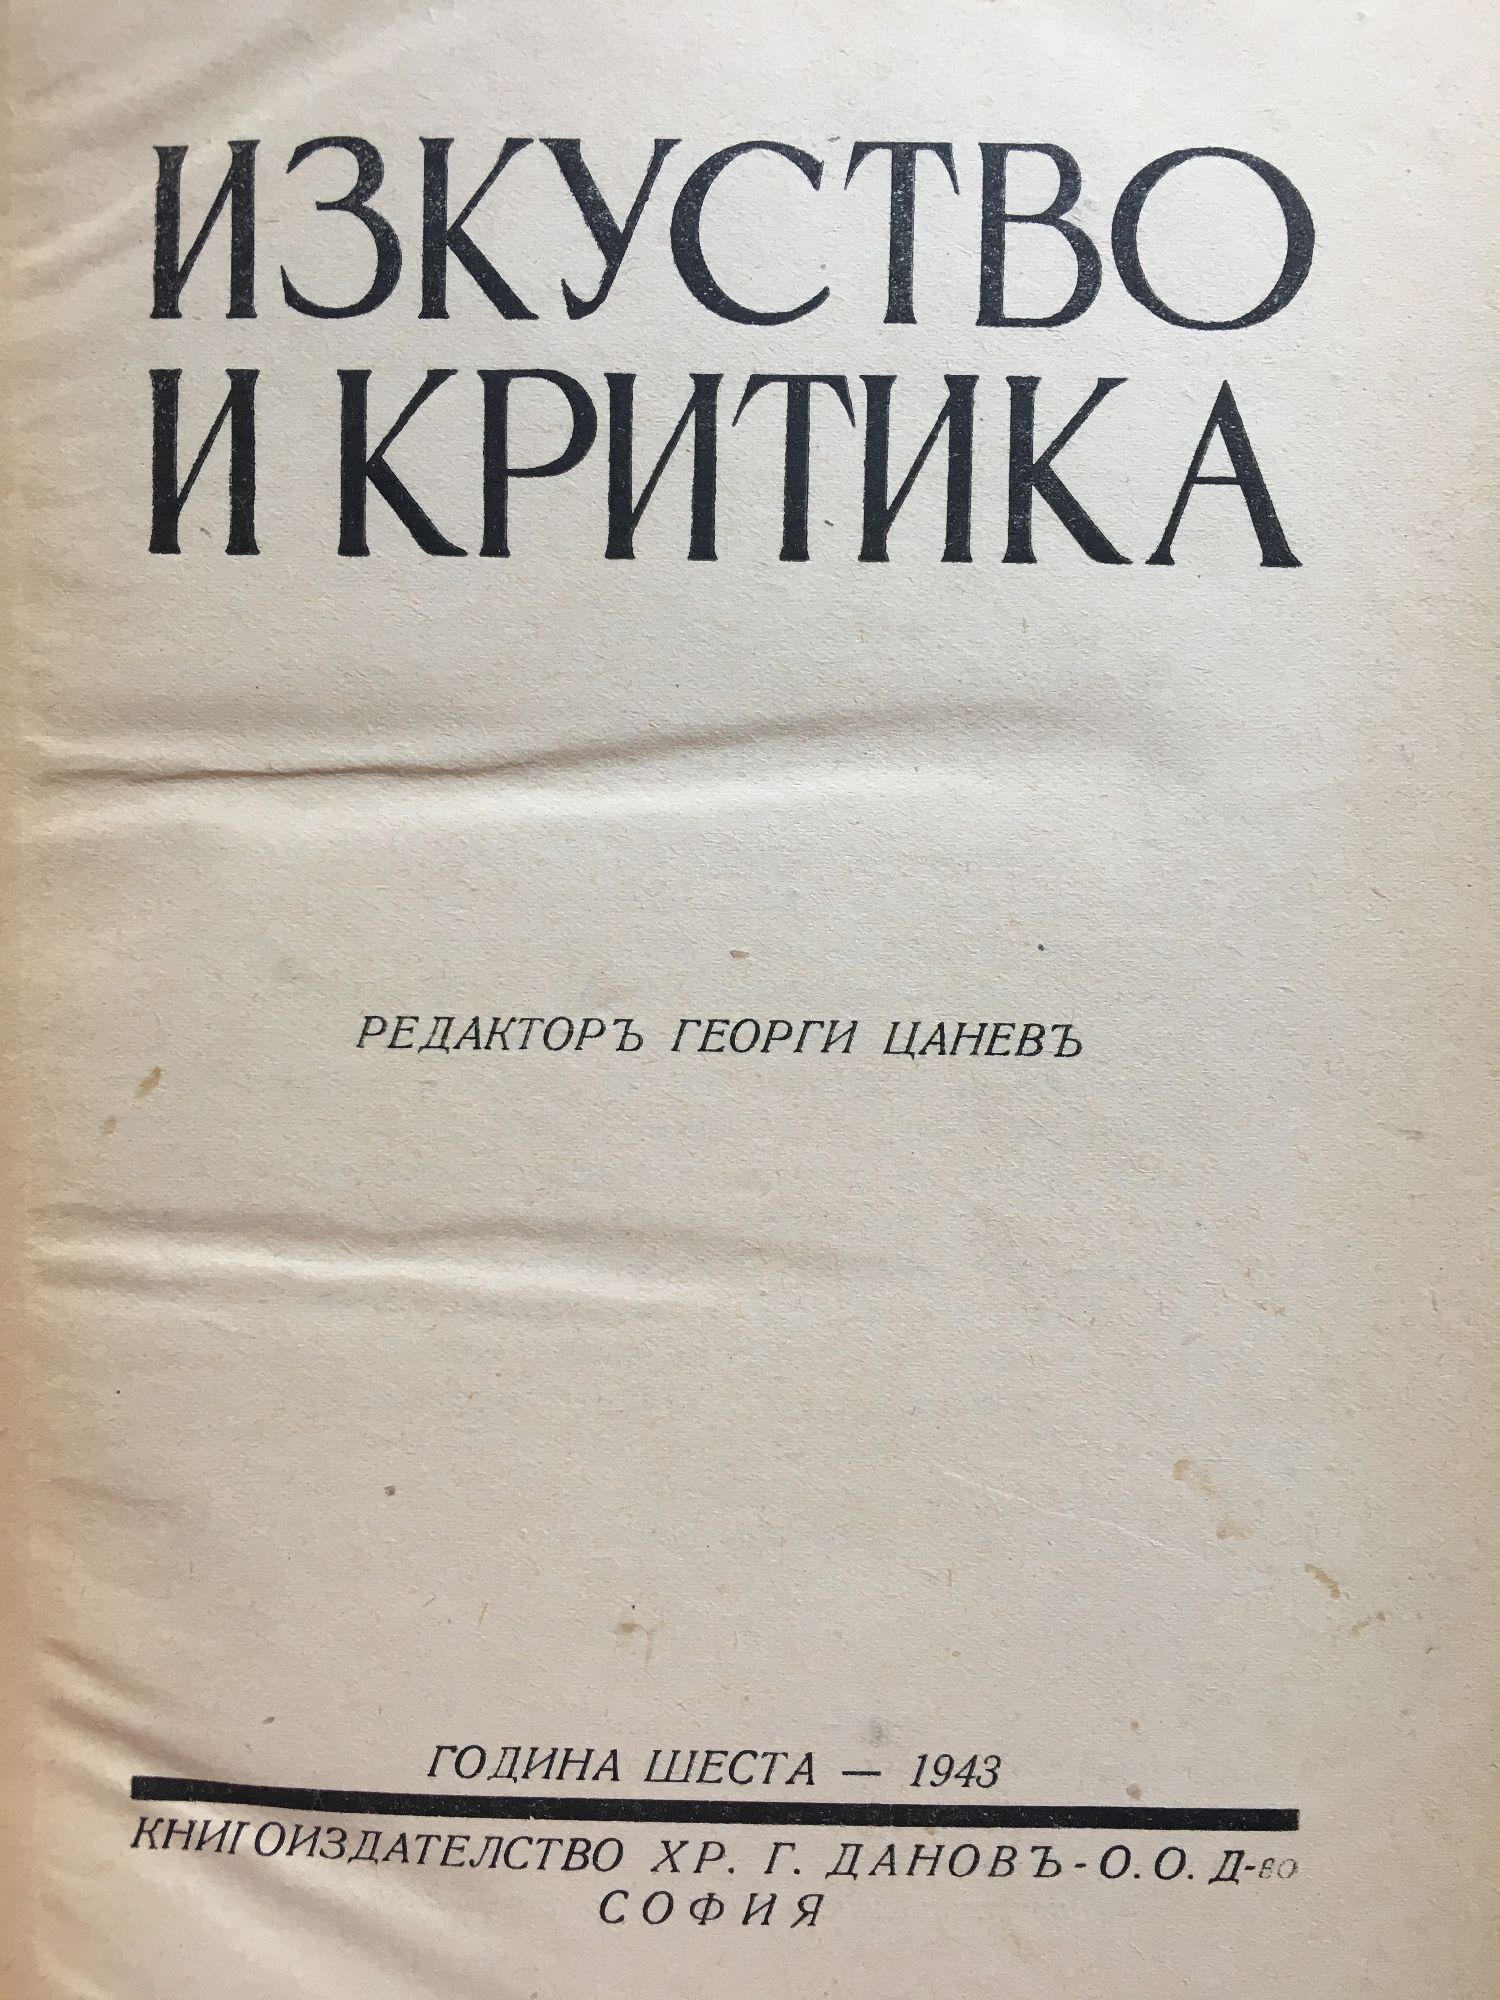 ИЗКУСТВО
И КРИТИКА
РЕДАКТОРЪ ГЕОРГИ ЦАНЕВЪ
ГОДИНА ШЕСТА — 1943
КНИГОИЗДАТЕЛСТВО ХР. Г. ДАНОВЪ - О. О. Д-во
СОФИЯ